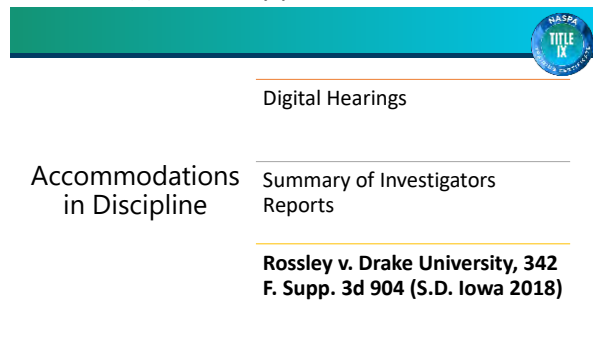 NASPA
TITLE
IX
Digital Hearings
Accommodations
in Discipline
Summary of Investigators
Reports
Rossley v. Drake University, 342
F. Supp. 3d 904 (S.D. Iowa 2018)